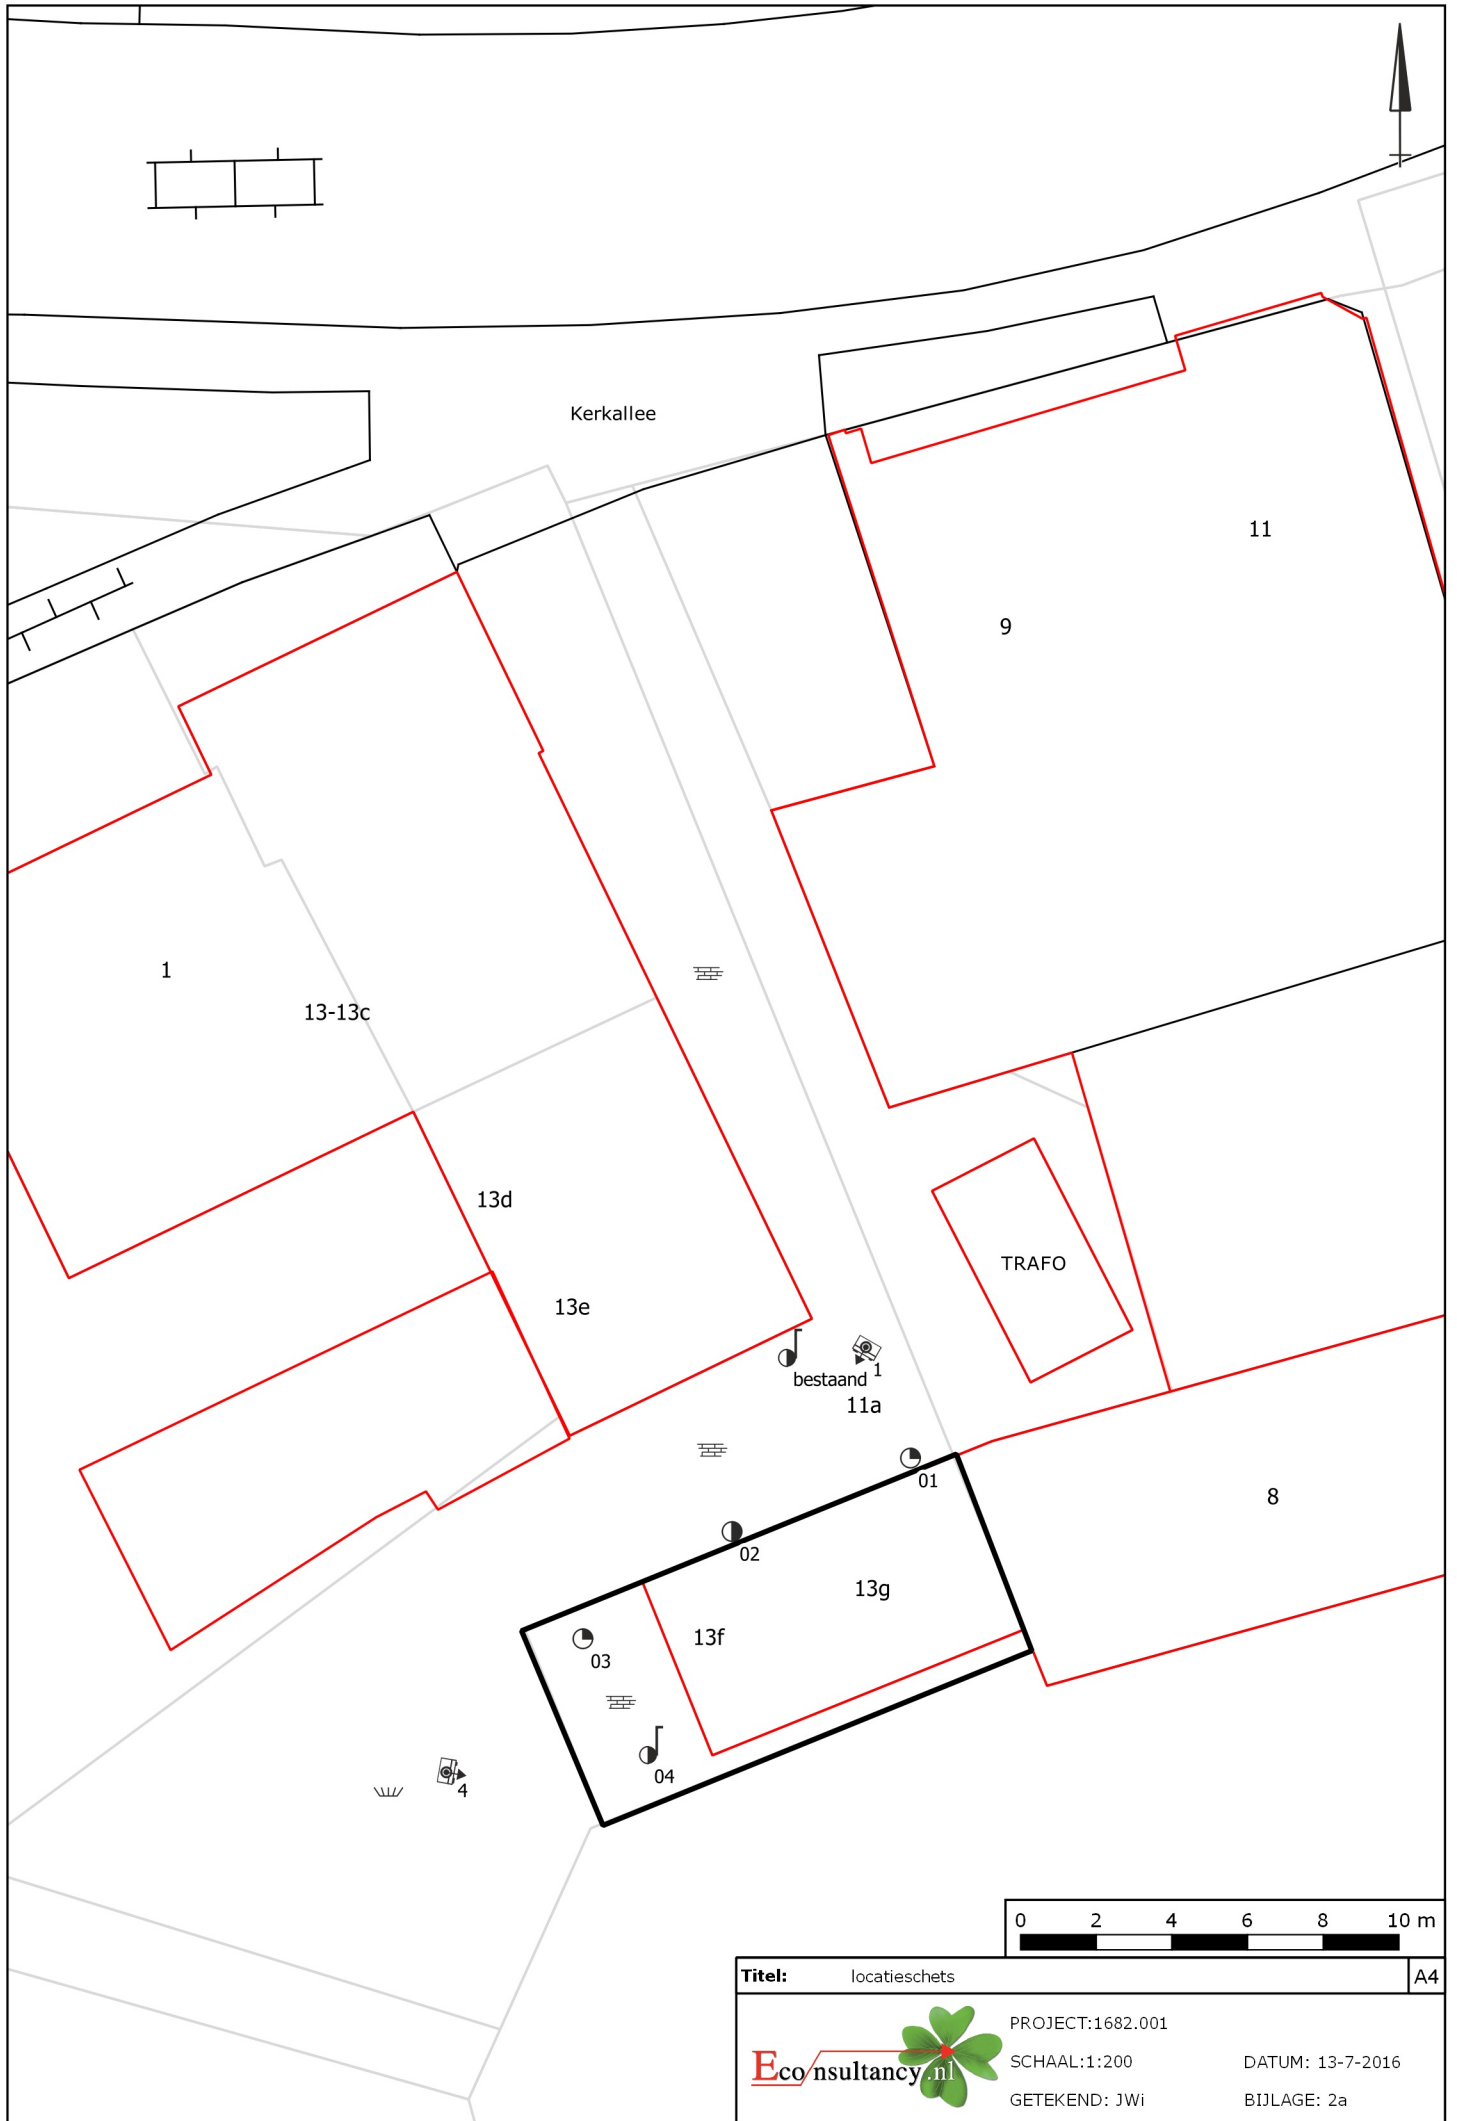 Kerkallee
11
9
1
13-13c
13d
13e
TRAFO
bestaand
1
11a
01
8
02
13g
13f
03
04
4
0 2 4 6 8 10 m
Titel: locatieschets A4
Econsultancy.nl
PROJECT:1682.001
SCHAAL:1:200 DATUM: 13-7-2016
GETEKEND: JWi BIJLAGE: 2a